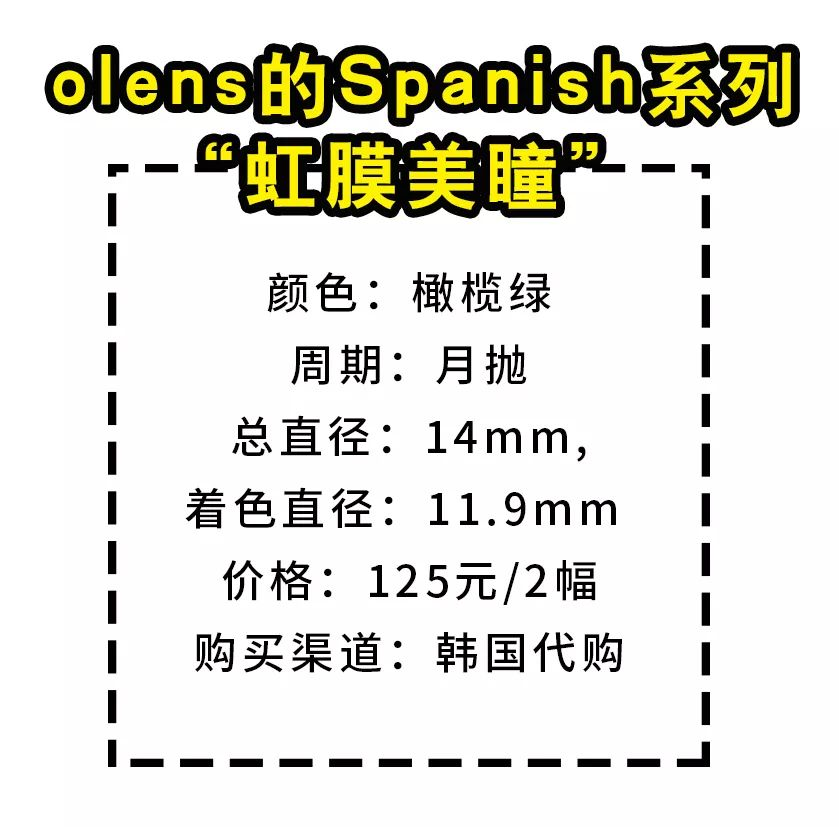 olens的Spanish系列
“虹膜美瞳”
颜色：橄榄绿
周期：月抛
总直径：14mm，
着色直径：11.9mm
价格：125元/2幅
购买渠道：韩国代购